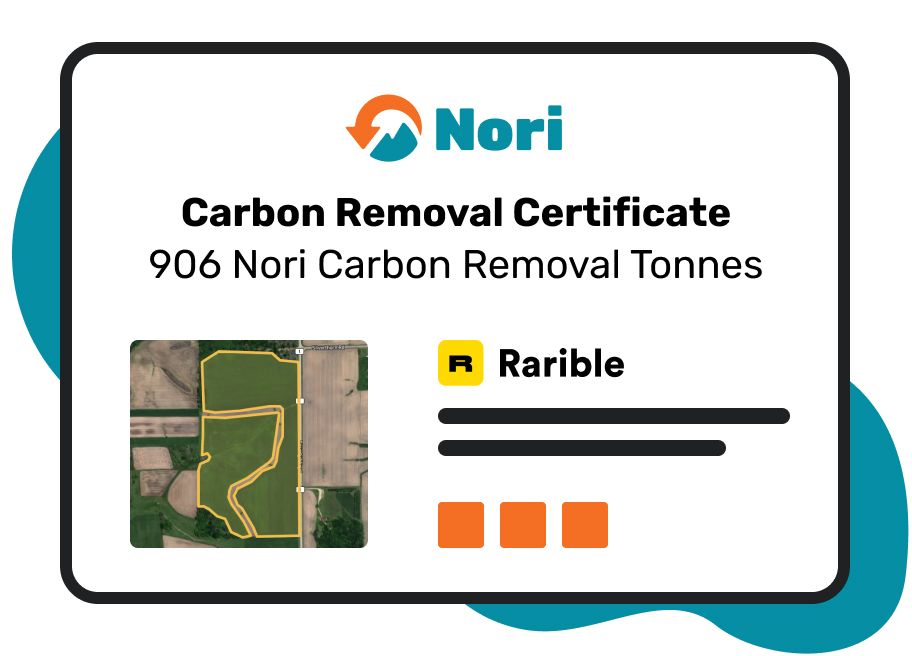 Nori
Carbon Removal Certificate
906 Nori Carbon Removal Tonnes
R Rarible